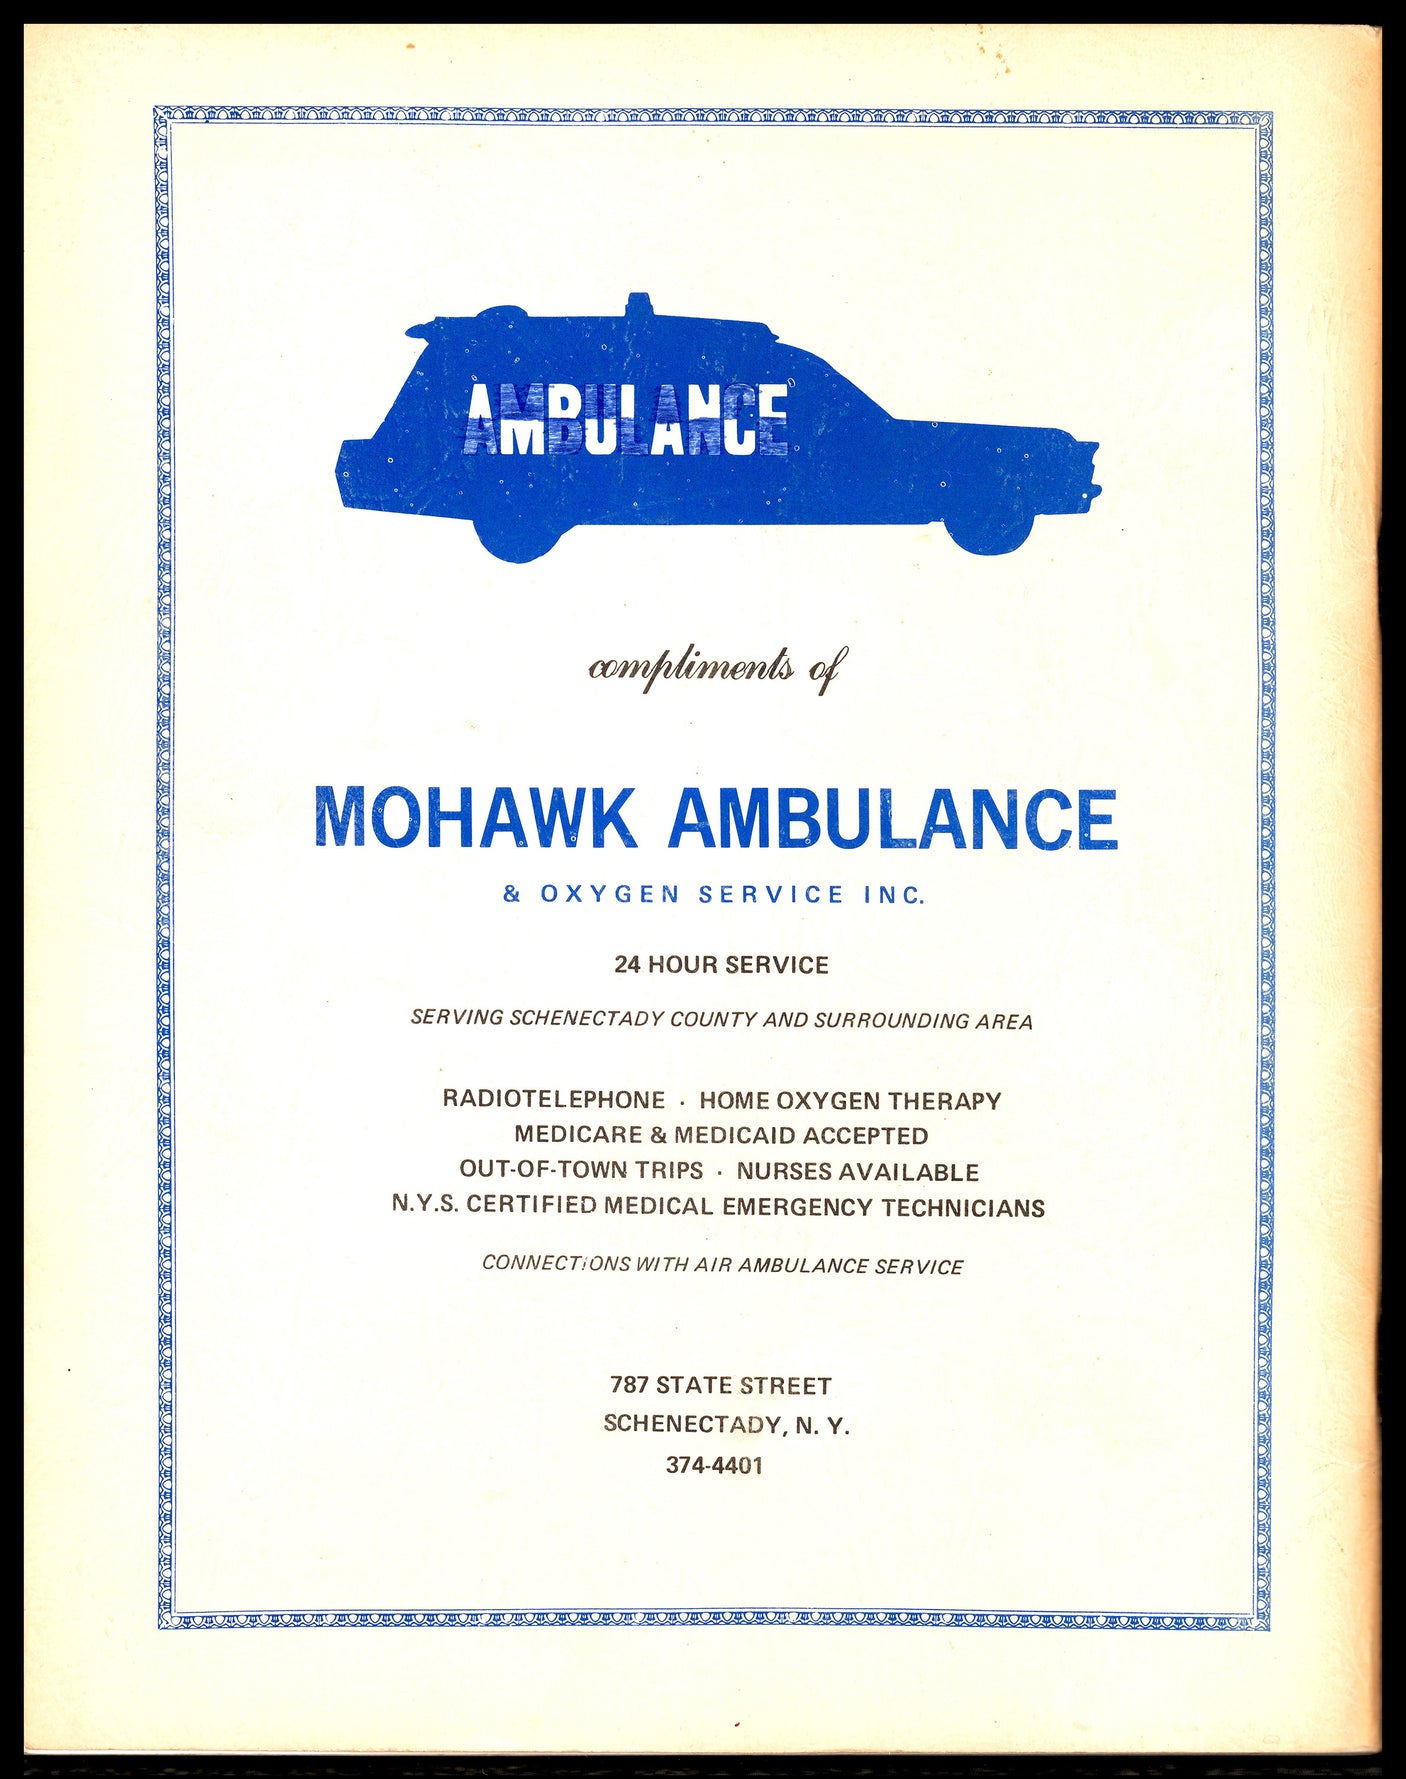 AMBULANCE
compliments of
MOHAWK AMBULANCE
& OXYGEN SERVICE INC.
24 HOUR SERVICE
SERVING SCHENECTADY COUNTY AND SURROUNDING AREA
RADIOTELEPHONE · HOME OXYGEN THERAPY
MEDICARE & MEDICAID ACCEPTED
OUT-OF-TOWN TRIPS · NURSES AVAILABLE
N.Y.S. CERTIFIED MEDICAL EMERGENCY TECHNICIANS
CONNECTIONS WITH AIR AMBULANCE SERVICE
787 STATE STREET
SCHENECTADY, N. Y.
374-4401